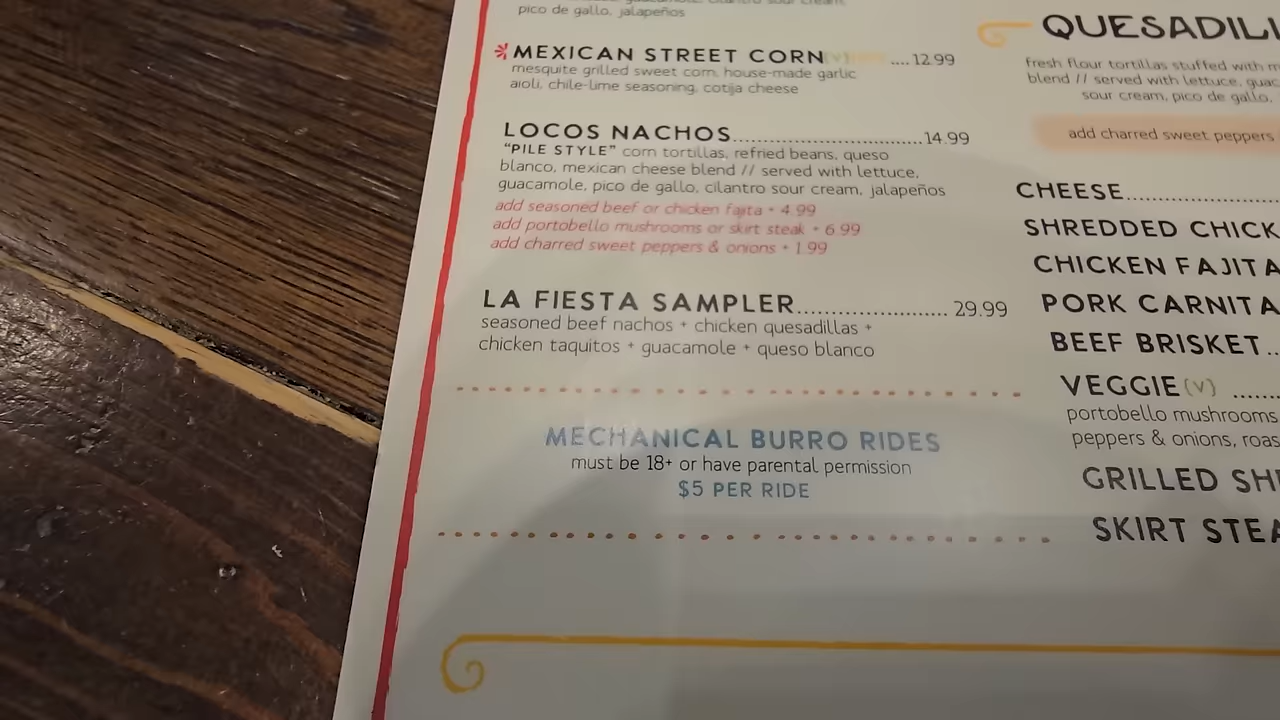 pico de gallo, jalapeños
MEXICAN STREET CORN (v) ....12.99
mesquite grilled sweet corn, house-made garlic
aioli, chile-lime seasoning, cotija cheese
LOCOS NACHOS..............................14.99
"PILE STYLE" corn tortillas, refried beans, queso
blanco, mexican cheese blend // served with lettuce,
guacamole, pico de gallo, cilantro sour cream, jalapeños
add seasoned beef or chicken fajita + 4.99
add portobello mushrooms or skirt steak + 6.99
add charred sweet peppers & onions + 1.99
LA FIESTA SAMPLER........................29.99
seasoned beef nachos + chicken quesadillas +
chicken taquitos + guacamole + queso blanco
MECHANICAL BURRO RIDES
must be 18+ or have parental permission
$5 PER RIDE
QUESADILL
fresh flour tortillas stuffed with m
blend // served with lettuce, guac
sour cream, pico de gallo,
add charred sweet peppers
CHEESE
SHREDDED CHICK
CHICKEN FAJITA
PORK CARNITA
BEEF BRISKET
VEGGIE (v)
portobello mushrooms
peppers & onions, roas
GRILLED SH
SKIRT STEA